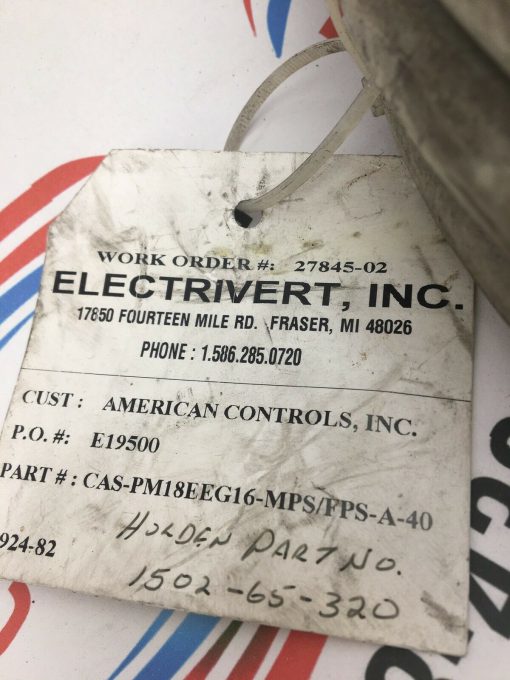 WORK ORDER #: 27845-02
ELECTRIVERT, INC.
17850 FOURTEEN MILE RD. FRASER, MI 48026
PHONE : 1.586.285.0720
CUST : AMERICAN CONTROLS, INC.
P.O. #: E19500
PART # : CAS-PM18EEG16-MPS/FPS-A-40
924-82
HOLDEN PART NO.
1502-65-320